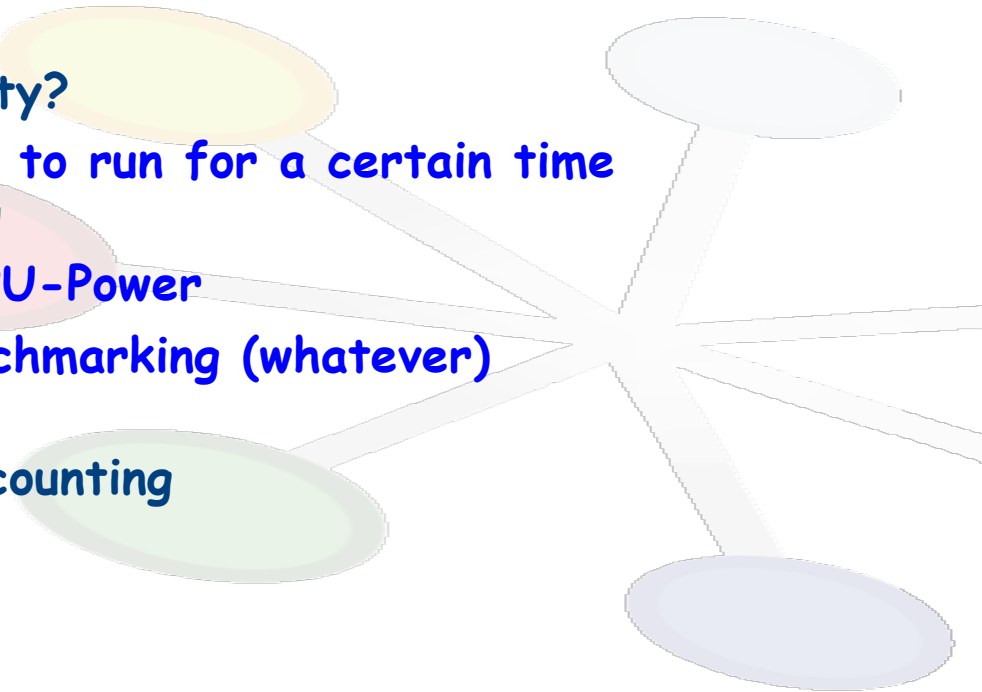 ty?
to run for a certain time
U-Power
chmarking (whatever)
counting